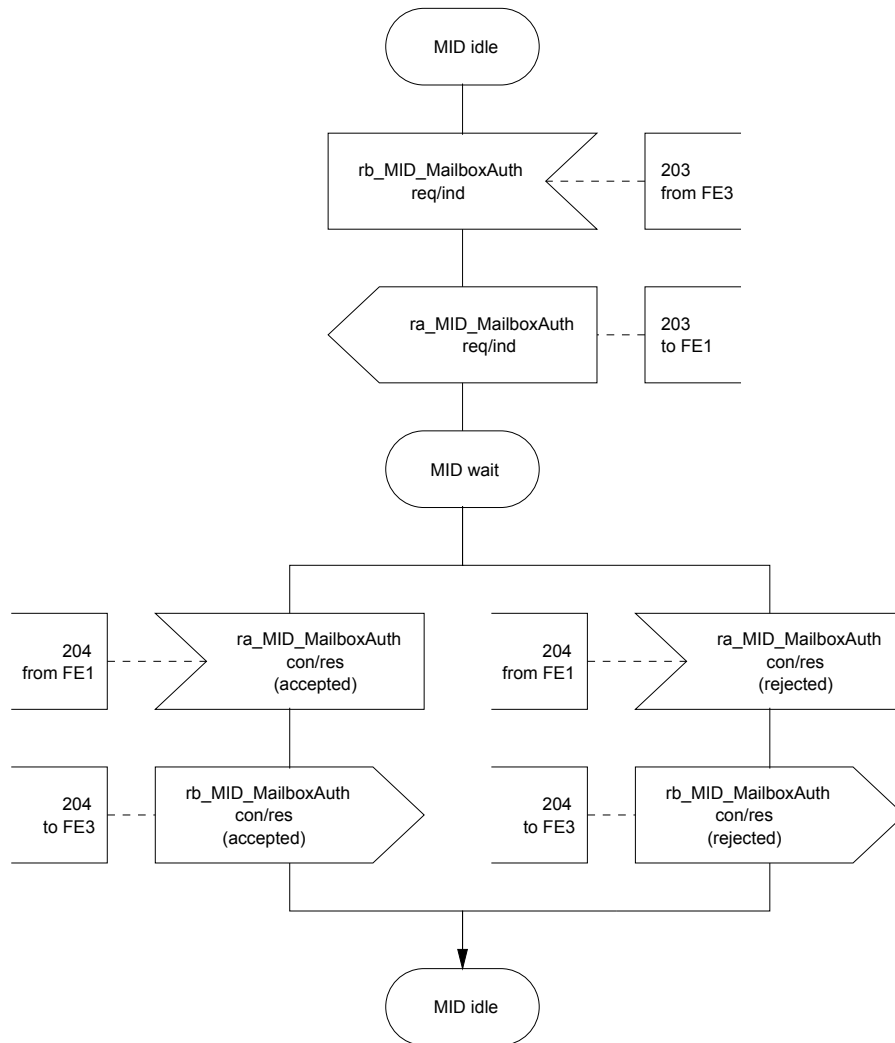 MID idle
rb_MID_MailboxAuth
req/ind
203
from FE3
ra_MID_MailboxAuth
req/ind
203
to FE1
MID wait
204
from FE1
ra_MID_MailboxAuth
con/res
(accepted)
204
from FE1
ra_MID_MailboxAuth
con/res
(rejected)
204
to FE3
rb_MID_MailboxAuth
con/res
(accepted)
204
to FE3
rb_MID_MailboxAuth
con/res
(rejected)
MID idle